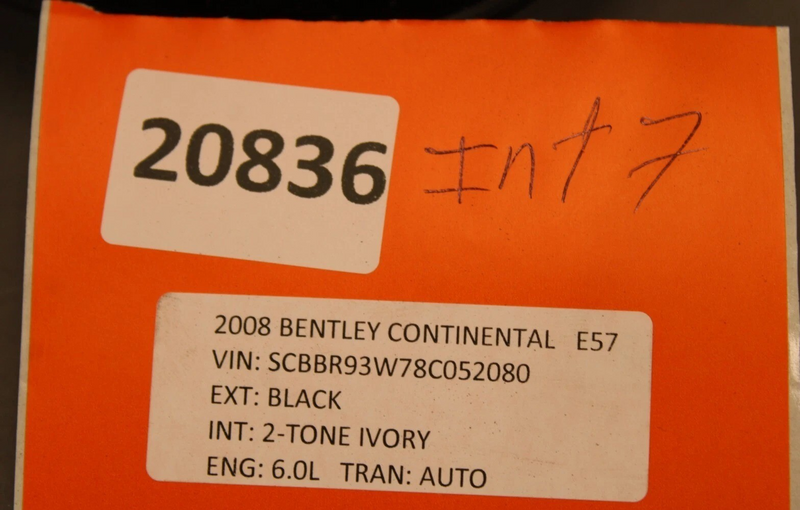 20836
Int 7
2008 BENTLEY CONTINENTAL E57
VIN: SCBBR93W78C052080
EXT: BLACK
INT: 2-TONE IVORY
ENG: 6.0L TRAN: AUTO